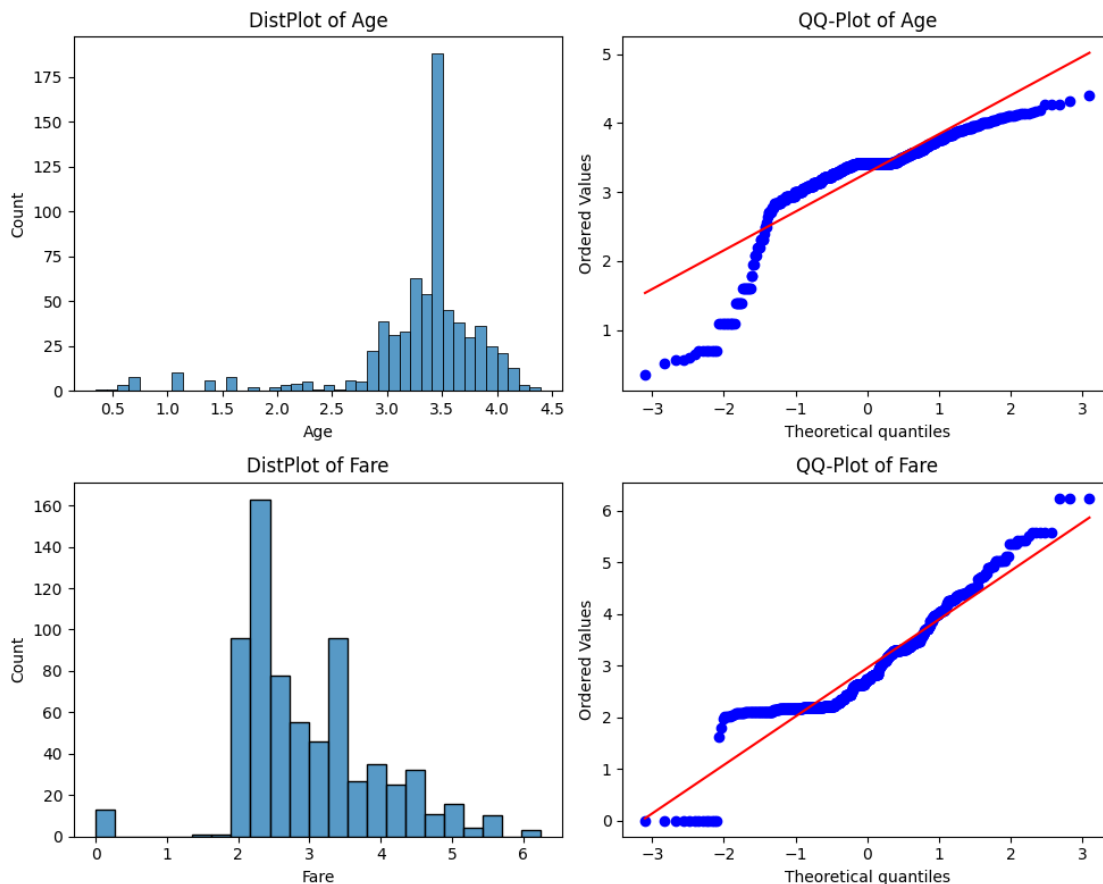 DistPlot of Age
Count
175
150
125
100
75
50
25
0
0.5 1.0 1.5 2.0 2.5 3.0 3.5 4.0 4.5
Age
QQ-Plot of Age
Ordered Values
5
4
3
2
1
−3 −2 −1 0 1 2 3
Theoretical quantiles
DistPlot of Fare
Count
160
140
120
100
80
60
40
20
0
0 1 2 3 4 5 6
Fare
QQ-Plot of Fare
Ordered Values
6
5
4
3
2
1
0
−3 −2 −1 0 1 2 3
Theoretical quantiles